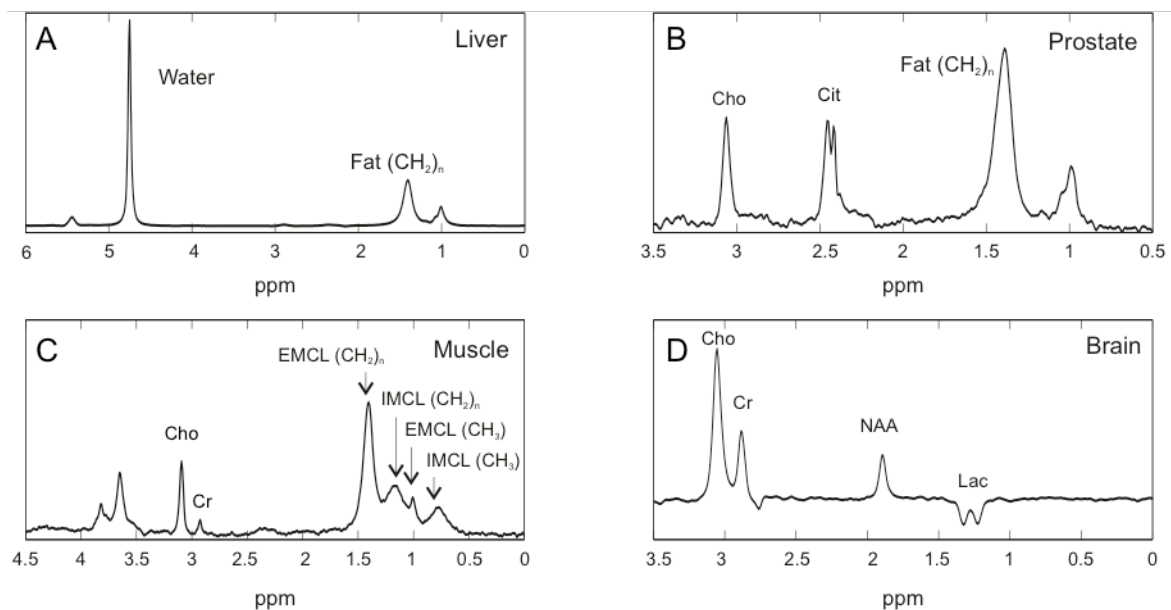 A
Liver
Water
Fat (CH₂)ₙ
6 5 4 3 2 1 0
ppm
B
Prostate
Fat (CH₂)ₙ
Cho
Cit
3.5 3 2.5 2 1.5 1 0.5
ppm
C
Muscle
EMCL (CH₂)ₙ
IMCL (CH₂)ₙ
EMCL (CH₃)
IMCL (CH₃)
Cho
Cr
4.5 4 3.5 3 2.5 2 1.5 1 0.5 0
ppm
D
Brain
Cho
Cr
NAA
Lac
3.5 3 2.5 2 1.5 1 0.5 0
ppm